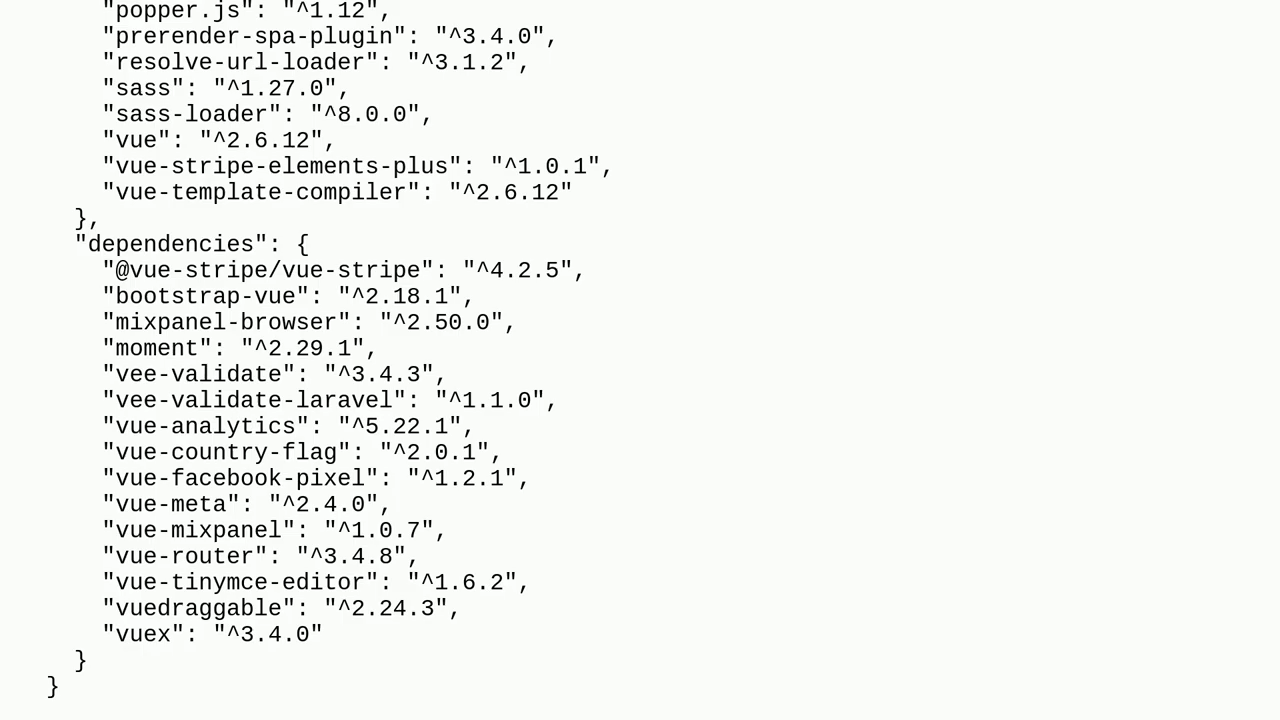 "popper.js": "^1.12",
"prerender-spa-plugin": "^3.4.0",
"resolve-url-loader": "^3.1.2",
"sass": "^1.27.0",
"sass-loader": "^8.0.0",
"vue": "^2.6.12",
"vue-stripe-elements-plus": "^1.0.1",
"vue-template-compiler": "^2.6.12"
},
"dependencies": {
"@vue-stripe/vue-stripe": "^4.2.5",
"bootstrap-vue": "^2.18.1",
"mixpanel-browser": "^2.50.0",
"moment": "^2.29.1",
"vee-validate": "^3.4.3",
"vee-validate-laravel": "^1.1.0",
"vue-analytics": "^5.22.1",
"vue-country-flag": "^2.0.1",
"vue-facebook-pixel": "^1.2.1",
"vue-meta": "^2.4.0",
"vue-mixpanel": "^1.0.7",
"vue-router": "^3.4.8",
"vue-tinymce-editor": "^1.6.2",
"vuedraggable": "^2.24.3",
"vuex": "^3.4.0"
}
}